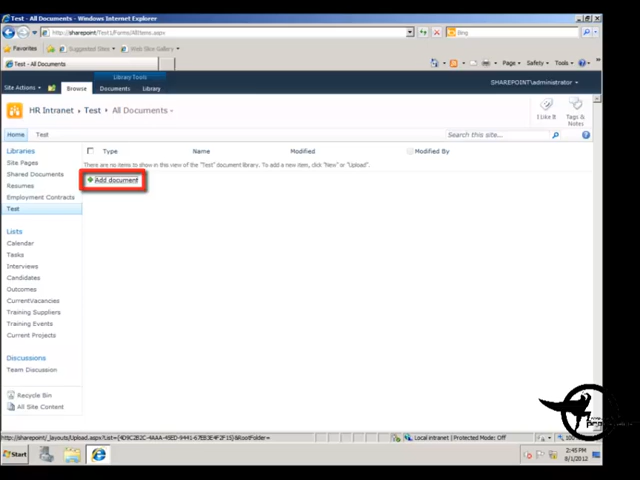 Test - All Documents - Windows Internet Explorer
http://sharepoint/Test1/Forms/AllItems.aspx
Bing
Favorites
Suggested Sites
Web Slice Gallery
Test - All Documents
Page
Safety
Tools
Library Tools
SHAREPOINT\administrator
Site Actions
Browse
Documents
Library
HR Intranet
Test
All Documents
I Like It
Tags & Notes
Home
Test
Search this site...
Libraries
Type
Name
Modified
Modified By
Site Pages
There are no items to show in this view of the "Test" document library. To add a new item, click "New" or "Upload".
Shared Documents
Add document
Resumes
Employment Contracts
Test
Lists
Calendar
Tasks
Interviews
Candidates
Outcomes
CurrentVacancies
Training Suppliers
Training Events
Current Projects
Discussions
Team Discussion
Recycle Bin
All Site Content
Local intranet | Protected Mode: Off
Start
2:45 PM
8/1/2012